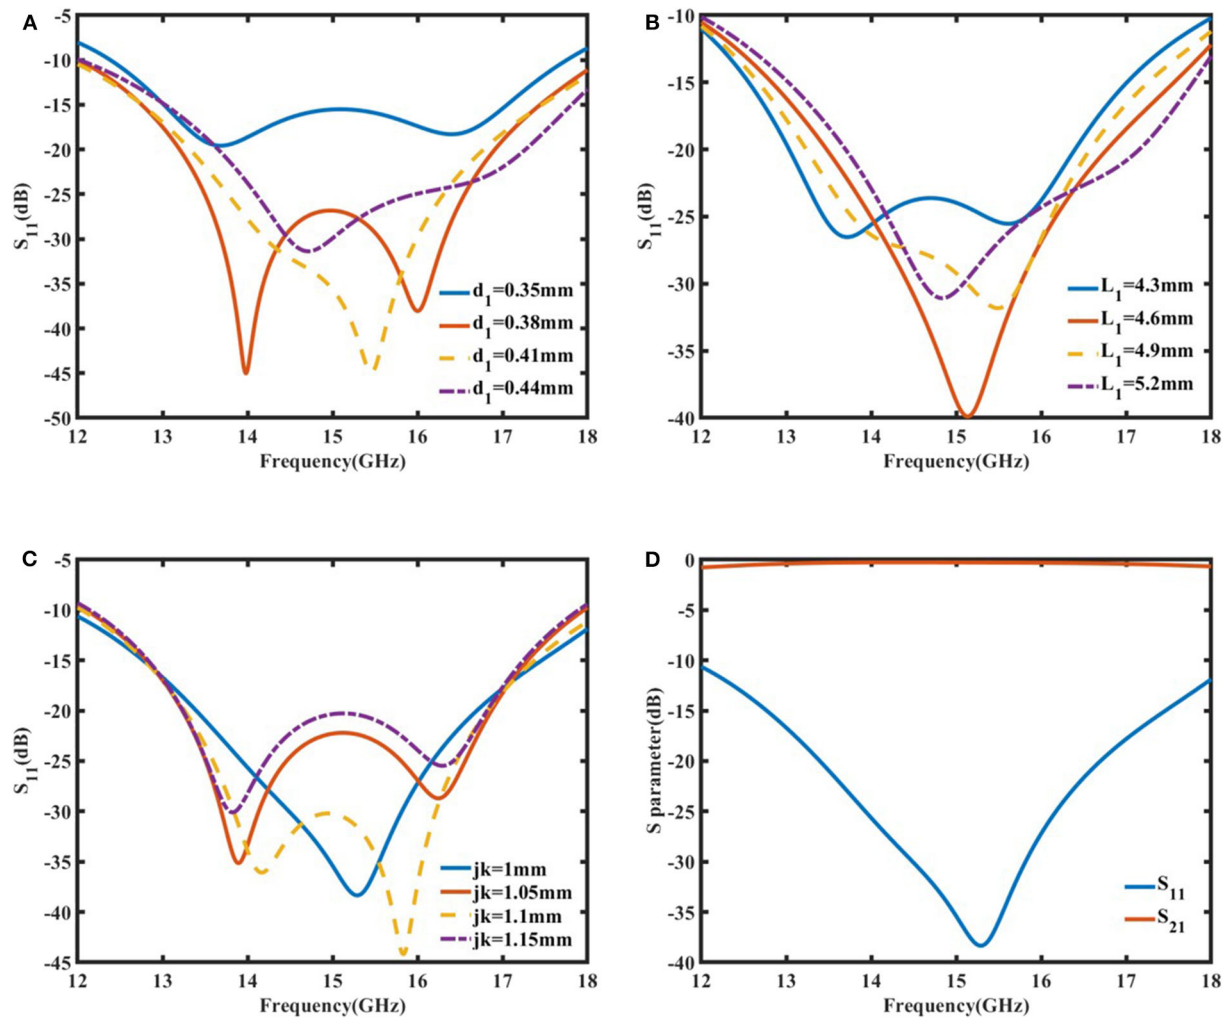 A
-5
-10
-15
-20
-25
-30
-35
-40
-45
-50
S11(dB)
12 13 14 15 16 17 18
Frequency(GHz)
d1=0.35mm
d1=0.38mm
d1=0.41mm
d1=0.44mm
B
-10
-15
-20
-25
-30
-35
-40
S11(dB)
12 13 14 15 16 17 18
Frequency(GHz)
L1=4.3mm
L1=4.6mm
L1=4.9mm
L1=5.2mm
C
-5
-10
-15
-20
-25
-30
-35
-40
-45
S11(dB)
12 13 14 15 16 17 18
Frequency(GHz)
jk=1mm
jk=1.05mm
jk=1.1mm
jk=1.15mm
D
0
-5
-10
-15
-20
-25
-30
-35
-40
S parameter(dB)
12 13 14 15 16 17 18
Frequency(GHz)
S11
S21